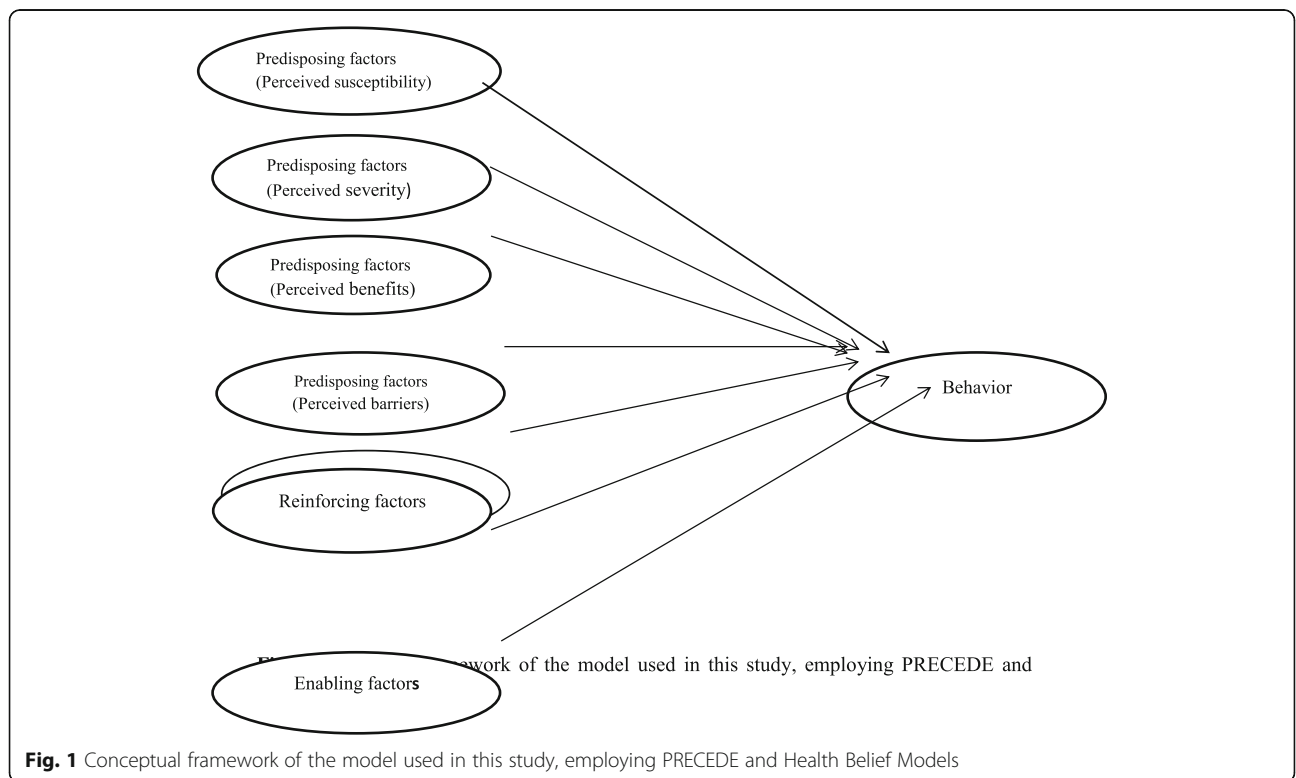 Predisposing factors
(Perceived susceptibility)
Predisposing factors
(Perceived severity)
Predisposing factors
(Perceived benefits)
Predisposing factors
(Perceived barriers)
Behavior
Reinforcing factors
of the model used in this study, employing PRECEDE and
Enabling factors
Fig. 1 Conceptual framework of the model used in this study, employing PRECEDE and Health Belief Models